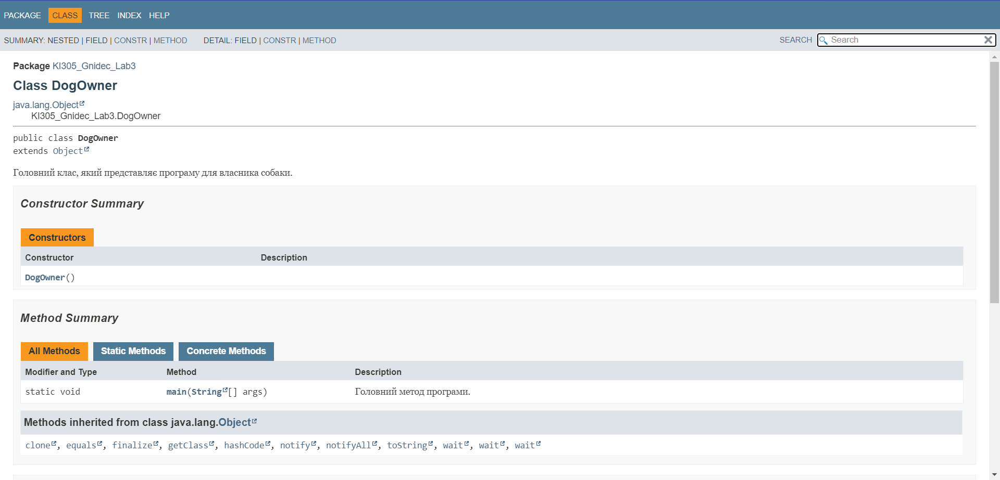 PACKAGE CLASS TREE INDEX HELP
SUMMARY: NESTED | FIELD | CONSTR | METHOD DETAIL: FIELD | CONSTR | METHOD SEARCH Search
Package KI305_Gnidec_Lab3
Class DogOwner
java.lang.Object
KI305_Gnidec_Lab3.DogOwner
public class DogOwner
extends Object
Головний клас, який представляє програму для власника собаки.
Constructor Summary
Constructors
Constructor Description
DogOwner()
Method Summary
All Methods Static Methods Concrete Methods
Modifier and Type Method Description
static void main(String[] args) Головний метод програми.
Methods inherited from class java.lang.Object
clone, equals, finalize, getClass, hashCode, notify, notifyAll, toString, wait, wait, wait